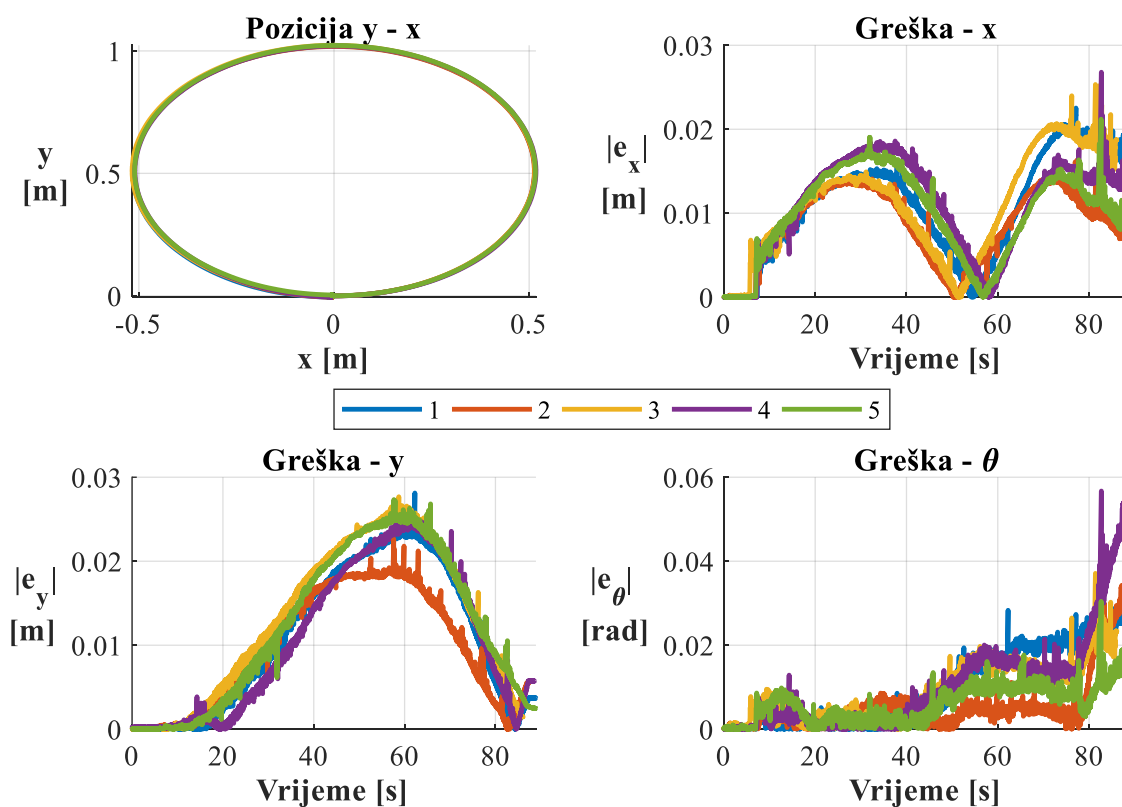 Pozicija y - x
1
y
[m]
0.5
0
-0.5
0
0.5
x [m]
Greška - x
0.03
0.02
|e_x|
[m]
0.01
0
0
20
40
60
80
Vrijeme [s]
1 2 3 4 5
Greška - y
0.03
0.02
|e_y|
[m]
0.01
0
0
20
40
60
80
Vrijeme [s]
Greška - θ
0.06
0.04
|e_θ|
[rad]
0.02
0
0
20
40
60
80
Vrijeme [s]